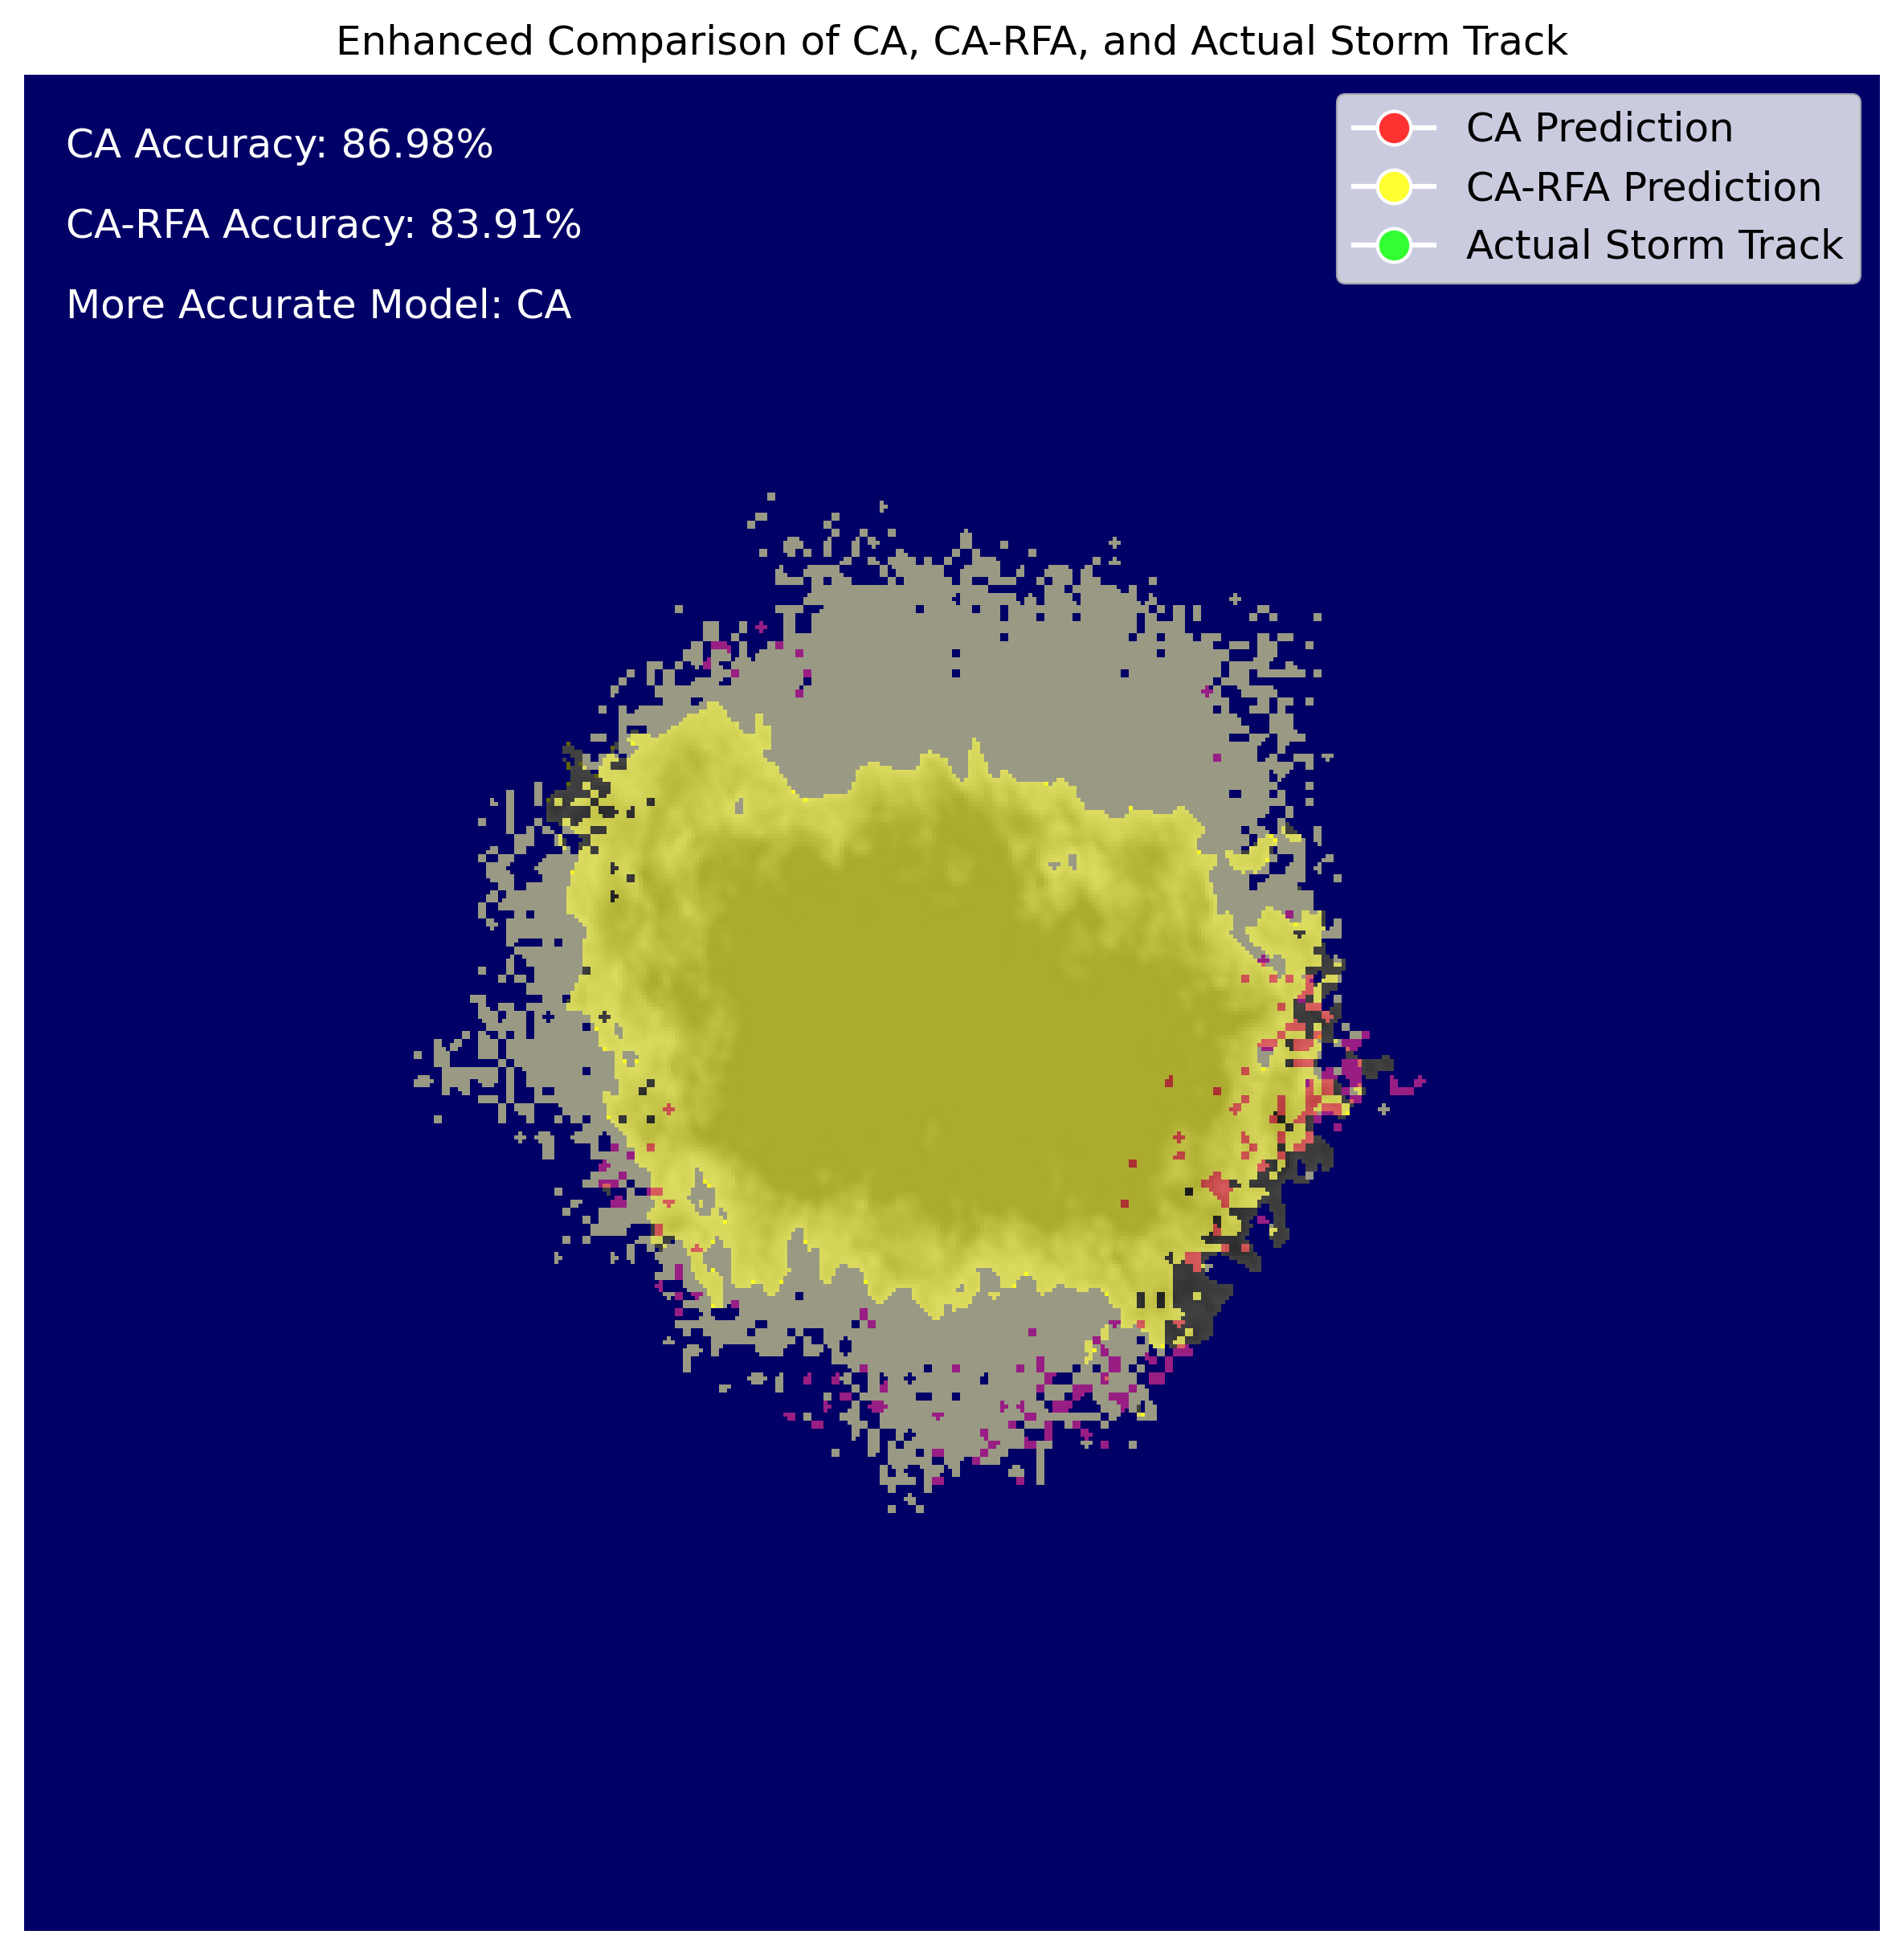 Enhanced Comparison of CA, CA-RFA, and Actual Storm Track
CA Accuracy: 86.98%
CA-RFA Accuracy: 83.91%
More Accurate Model: CA
CA Prediction
CA-RFA Prediction
Actual Storm Track